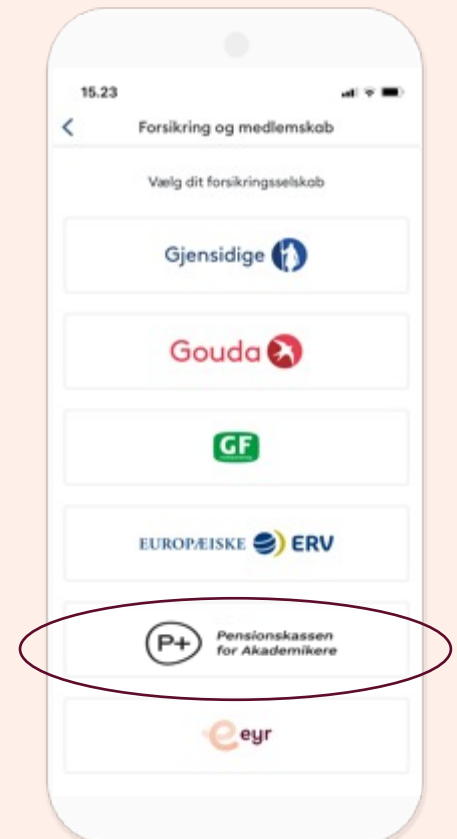 15.23
Forsikring og medlemskab
Vælg dit forsikringsselskab
Gjensidige
Gouda
GF
EUROPÆISKE ERV
P+ Pensionskassen
for Akademikere
e eyr